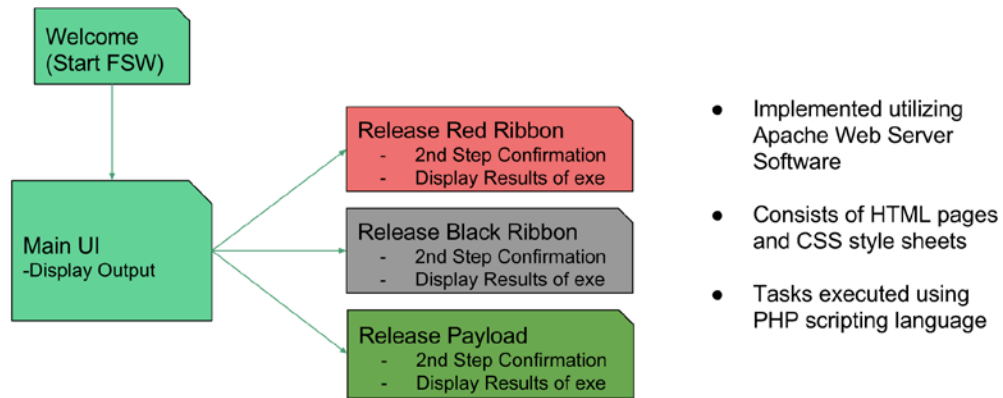 Welcome
(Start FSW)
Main UI
-Display Output
Release Red Ribbon
- 2nd Step Confirmation
- Display Results of exe
Release Black Ribbon
- 2nd Step Confirmation
- Display Results of exe
Release Payload
- 2nd Step Confirmation
- Display Results of exe
● Implemented utilizing
Apache Web Server
Software
● Consists of HTML pages
and CSS style sheets
● Tasks executed using
PHP scripting language